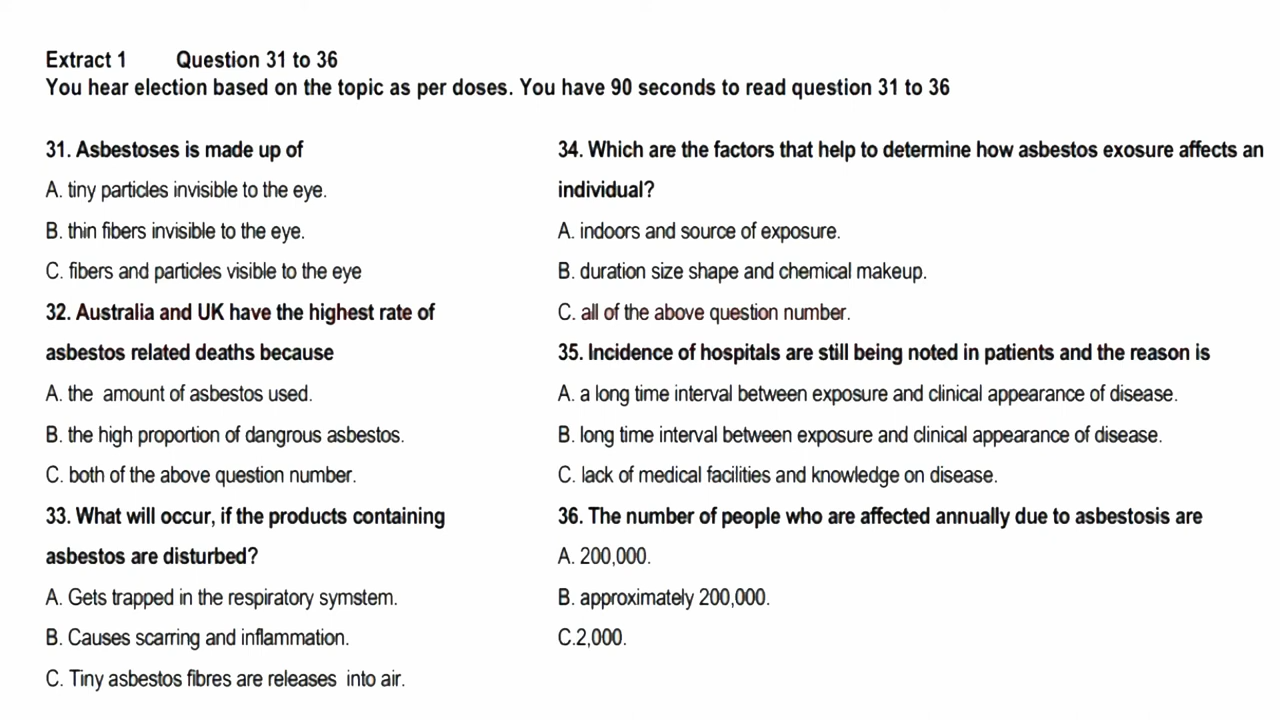 Extract 1 Question 31 to 36
You hear election based on the topic as per doses. You have 90 seconds to read question 31 to 36
31. Asbestoses is made up of
A. tiny particles invisible to the eye.
B. thin fibers invisible to the eye.
C. fibers and particles visible to the eye
32. Australia and UK have the highest rate of
asbestos related deaths because
A. the amount of asbestos used.
B. the high proportion of dangrous asbestos.
C. both of the above question number.
33. What will occur, if the products containing
asbestos are disturbed?
A. Gets trapped in the respiratory symstem.
B. Causes scarring and inflammation.
C. Tiny asbestos fibres are releases into air.
34. Which are the factors that help to determine how asbestos exosure affects an
individual?
A. indoors and source of exposure.
B. duration size shape and chemical makeup.
C. all of the above question number.
35. Incidence of hospitals are still being noted in patients and the reason is
A. a long time interval between exposure and clinical appearance of disease.
B. long time interval between exposure and clinical appearance of disease.
C. lack of medical facilities and knowledge on disease.
36. The number of people who are affected annually due to asbestosis are
A. 200,000.
B. approximately 200,000.
C.2,000.